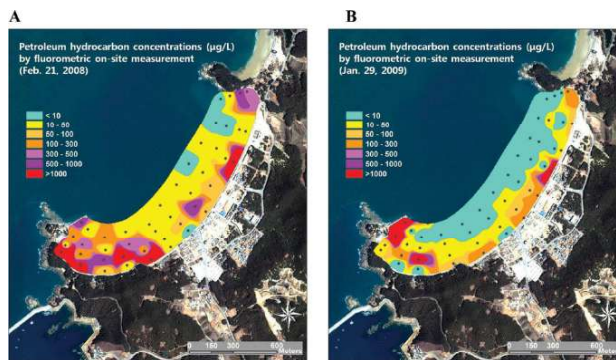 A
Petroleum hydrocarbon concentrations (µg/L)
by fluorometric on-site measurement
(Feb. 21, 2008)
< 10
10 - 50
50 - 100
100 - 300
300 - 500
500 - 1000
>1000
0 150 300 600
Meters
B
Petroleum hydrocarbon concentrations (µg/L)
by fluorometric on-site measurement
(Jan. 29, 2009)
< 10
10 - 50
50 - 100
100 - 300
300 - 500
500 - 1000
>1000
0 150 300 600
Meters